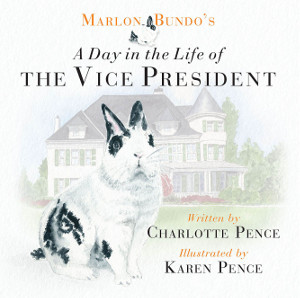 MARLON BUNDO'S
A Day in the Life of
THE VICE PRESIDENT
Written by
CHARLOTTE PENCE
Illustrated by
KAREN PENCE